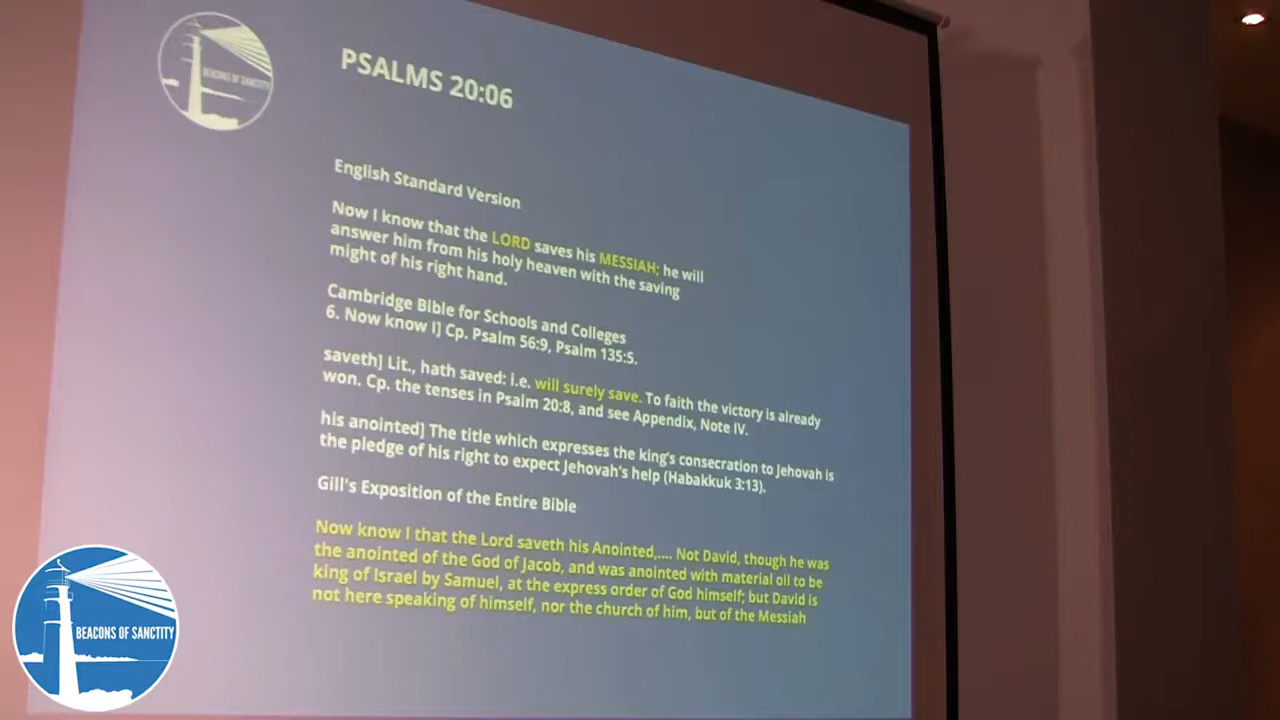 BEACONS OF SANCTITY
PSALMS 20:06
English Standard Version
Now I know that the LORD saves his MESSIAH; he will
answer him from his holy heaven with the saving
might of his right hand.
Cambridge Bible for Schools and Colleges
6. Now know I] Cp. Psalm 56:9, Psalm 135:5.
saveth] Lit., hath saved: i.e. will surely save. To faith the victory is already
won. Cp. the tenses in Psalm 20:8, and see Appendix, Note IV.
his anointed] The title which expresses the king's consecration to Jehovah is
the pledge of his right to expect Jehovah's help (Habakkuk 3:13).
Gill's Exposition of the Entire Bible
Now know I that the Lord saveth his Anointed,.... Not David, though he was
the anointed of the God of Jacob, and was anointed with material oil to be
king of Israel by Samuel, at the express order of God himself; but David is
not here speaking of himself, nor the church of him, but of the Messiah
BEACONS OF SANCTITY